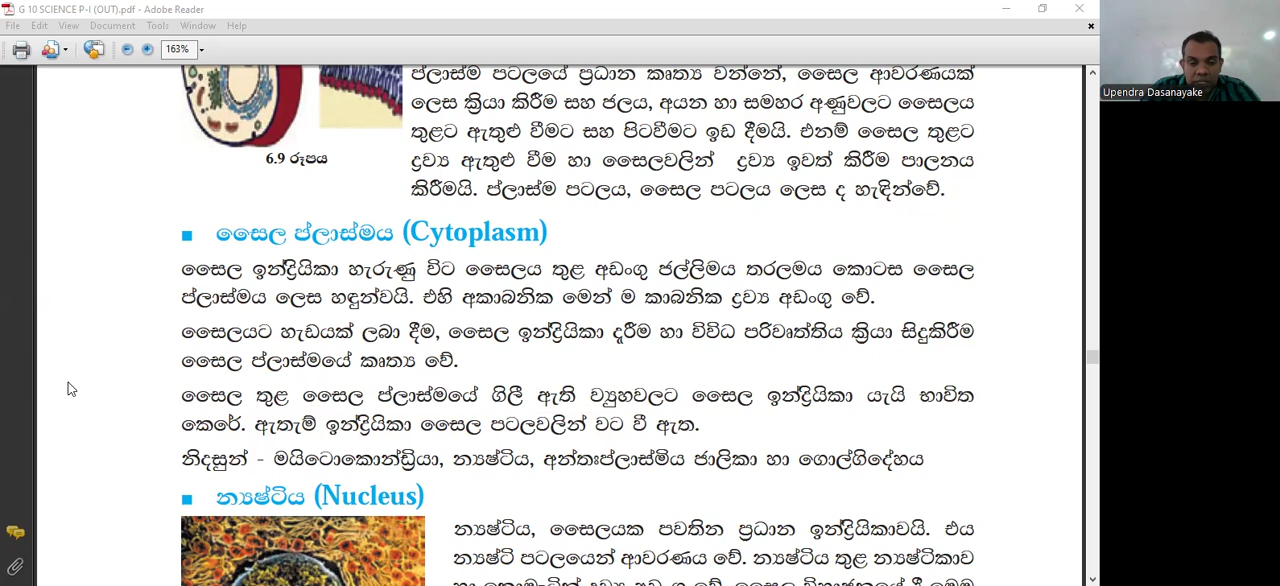 G 10 SCIENCE P-I (OUT).pdf - Adobe Reader
File Edit View Document Tools Window Help
163%
Upendra Dasanayake
ප්ලාස්ම පටලයේ ප්‍රධාන කෘත්‍ය වන්නේ, සෛල ආවරණයක්
ලෙස ක්‍රියා කිරීම සහ ජලය, අයන හා සමහර අණුවලට සෛලය
තුළට ඇතුළු වීමට සහ පිටවීමට ඉඩ දීමයි. එනම් සෛල තුළට
ද්‍රව්‍ය ඇතුළු වීම හා සෛලවලින් ද්‍රව්‍ය ඉවත් කිරීම පාලනය
කිරීමයි. ප්ලාස්ම පටලය, සෛල පටලය ලෙස ද හැඳින්වේ.
6.9 රූපය
■ සෛල ප්ලාස්මය (Cytoplasm)
සෛල ඉන්ද්‍රියිකා හැරුණු විට සෛලය තුළ අඩංගු ජල්ලිමය තරලමය කොටස සෛල
ප්ලාස්මය ලෙස හඳුන්වයි. එහි අකාබනික මෙන් ම කාබනික ද්‍රව්‍ය අඩංගු වේ.
සෛලයට හැඩයක් ලබා දීම, සෛල ඉන්ද්‍රියිකා දැරීම හා විවිධ පරිවෘත්තීය ක්‍රියා සිදුකිරීම
සෛල ප්ලාස්මයේ කෘත්‍ය වේ.
සෛල තුළ සෛල ප්ලාස්මයේ ගිලී ඇති ව්‍යුහවලට සෛල ඉන්ද්‍රියිකා යැයි භාවිත
කෙරේ. ඇතැම් ඉන්ද්‍රියිකා සෛල පටලවලින් වට වී ඇත.
නිදසුන් - මයිටොකොන්ඩ්‍රියා, න්‍යෂ්ටිය, අන්තඃප්ලාස්මීය ජාලිකා හා ගොල්ගිදේහය
■ න්‍යෂ්ටිය (Nucleus)
න්‍යෂ්ටිය, සෛලයක පවතින ප්‍රධාන ඉන්ද්‍රියිකාවයි. එය
න්‍යෂ්ටි පටලයෙන් ආවරණය වේ. න්‍යෂ්ටිය තුළ න්‍යෂ්ටිකාව